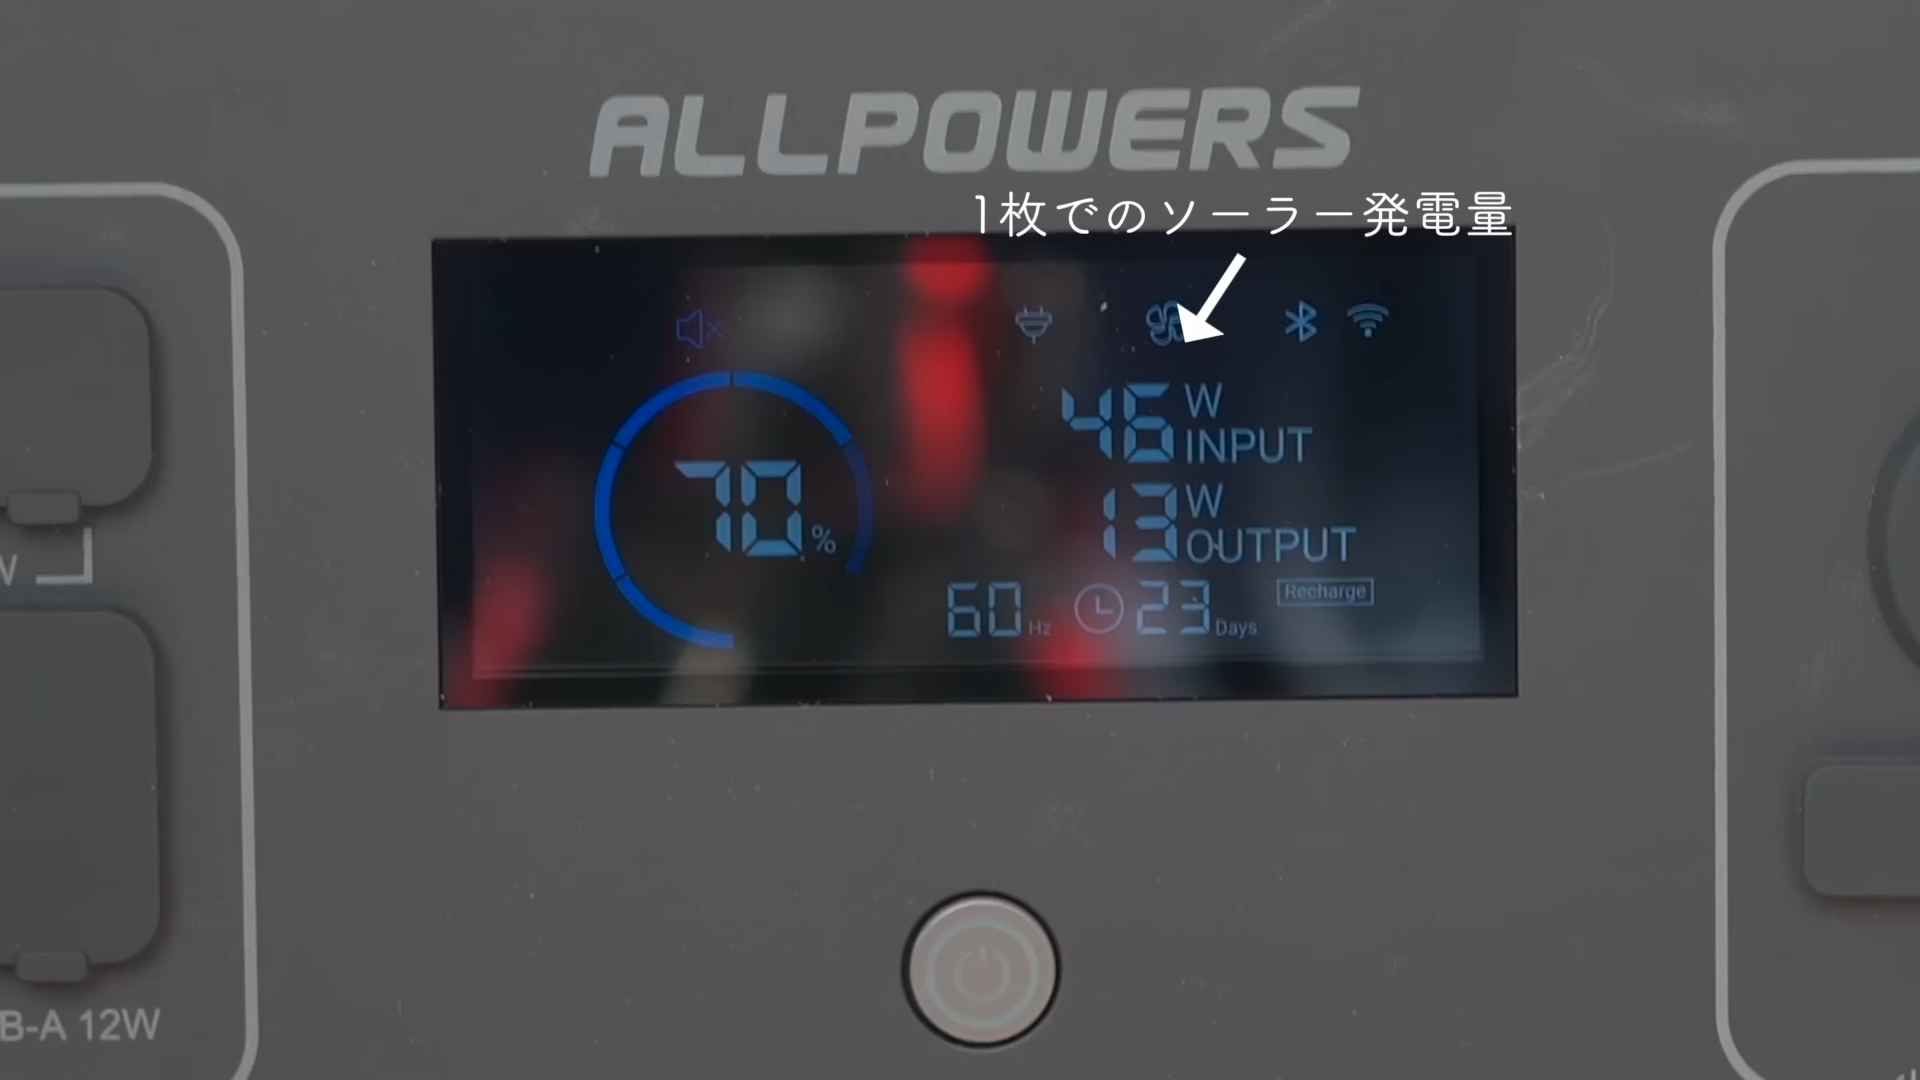 ALLPOWERS
1枚でのソーラー発電量
46 W
INPUT
70 %
13 W
OUTPUT
60 Hz 23 Days
Recharge
W
B-A 12W